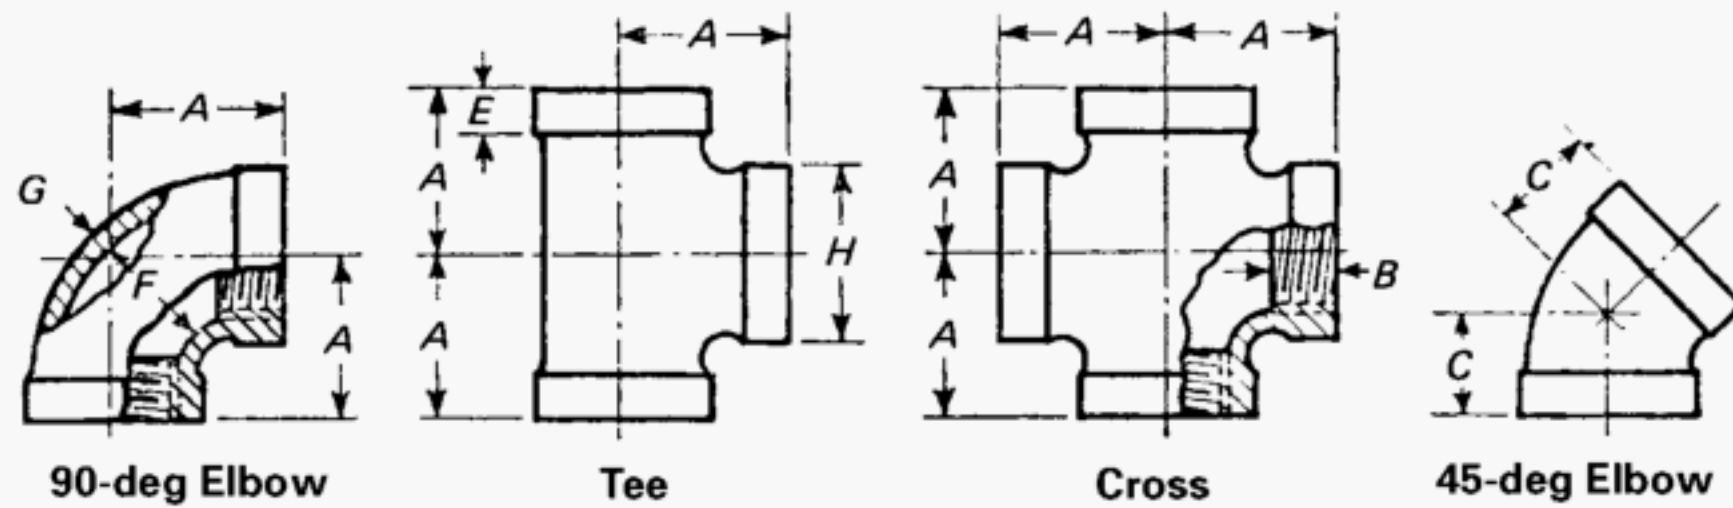 A A A A
E
A C
G A A
F H B
A A A C
90-deg Elbow Tee Cross 45-deg Elbow